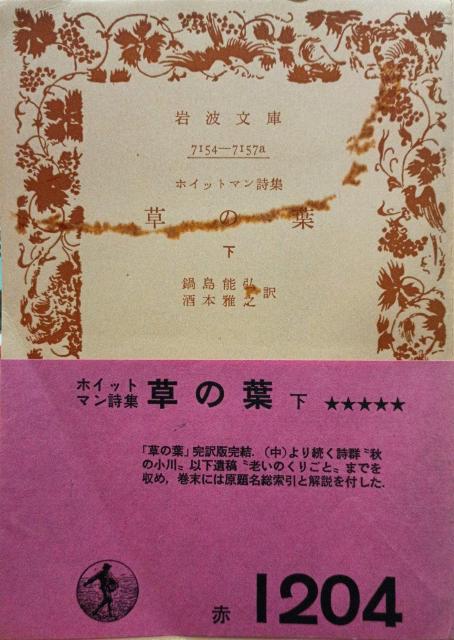 岩波文庫
7154—7157a
ホイットマン詩集
草の葉
下
鍋島能弘
酒本雅之
訳
ホイット
マン詩集
草の葉 下 ★★★★★
「草の葉」完訳版完結.（中）より続く詩群〝秋
の小川〟以下遺稿〝老いのくりごと〟までを
収め，巻末には原題名総索引と解説を付した.
赤 1204